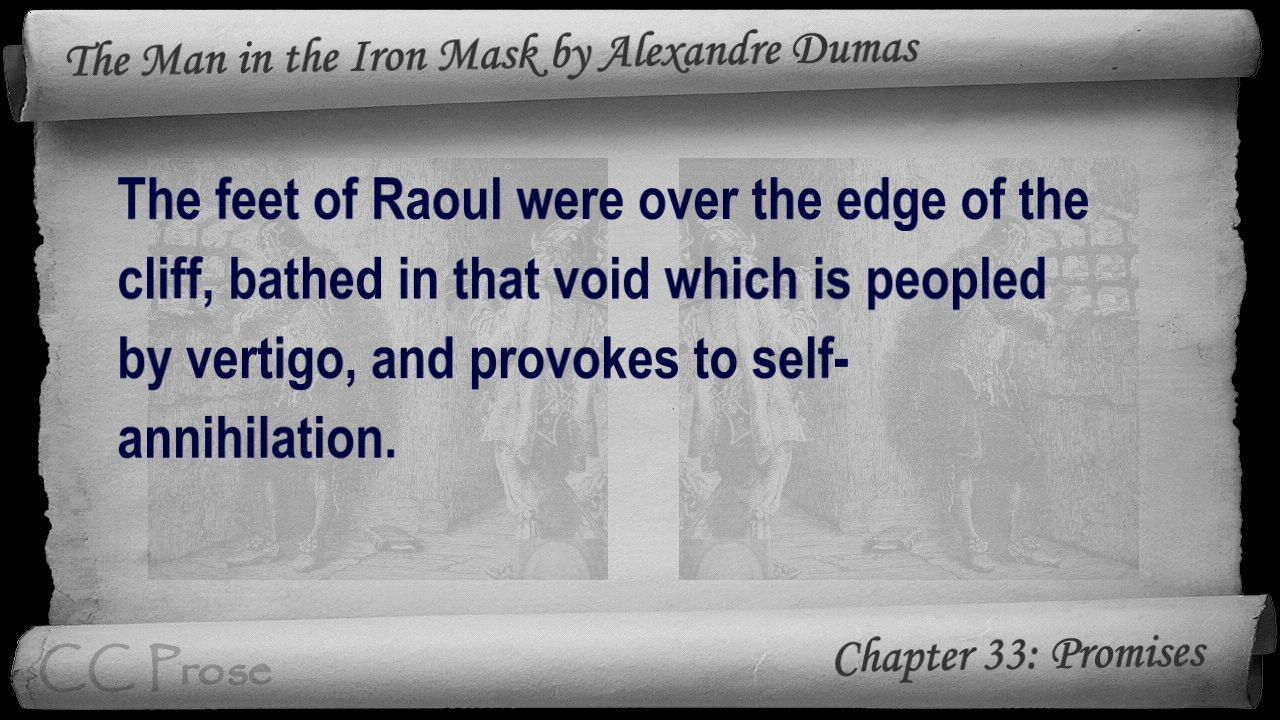 The Man in the Iron Mask by Alexandre Dumas
The feet of Raoul were over the edge of the
cliff, bathed in that void which is peopled
by vertigo, and provokes to self-
annihilation.
CC Prose
Chapter 33: Promises